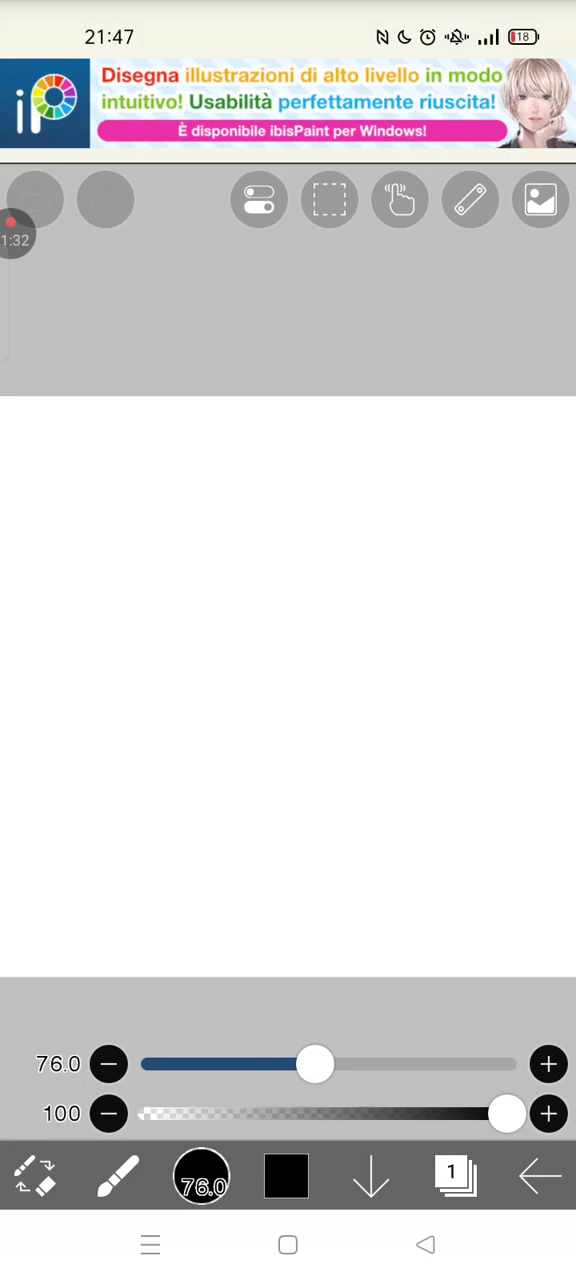 21:47
18
iP
Disegna illustrazioni di alto livello in modo
intuitivo! Usabilità perfettamente riuscita!
È disponibile ibisPaint per Windows!
1:32
76.0
100
76.0
1